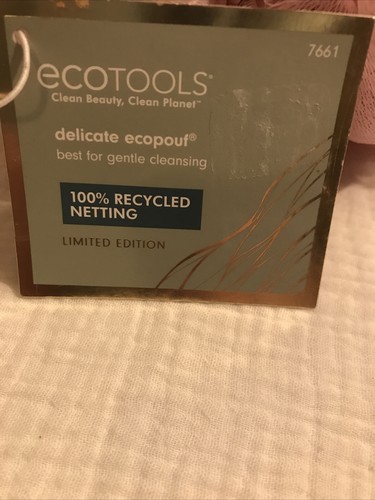 7661
ecoTOOLS®
Clean Beauty, Clean Planet™
delicate ecopouf®
best for gentle cleansing
100% RECYCLED
NETTING
LIMITED EDITION